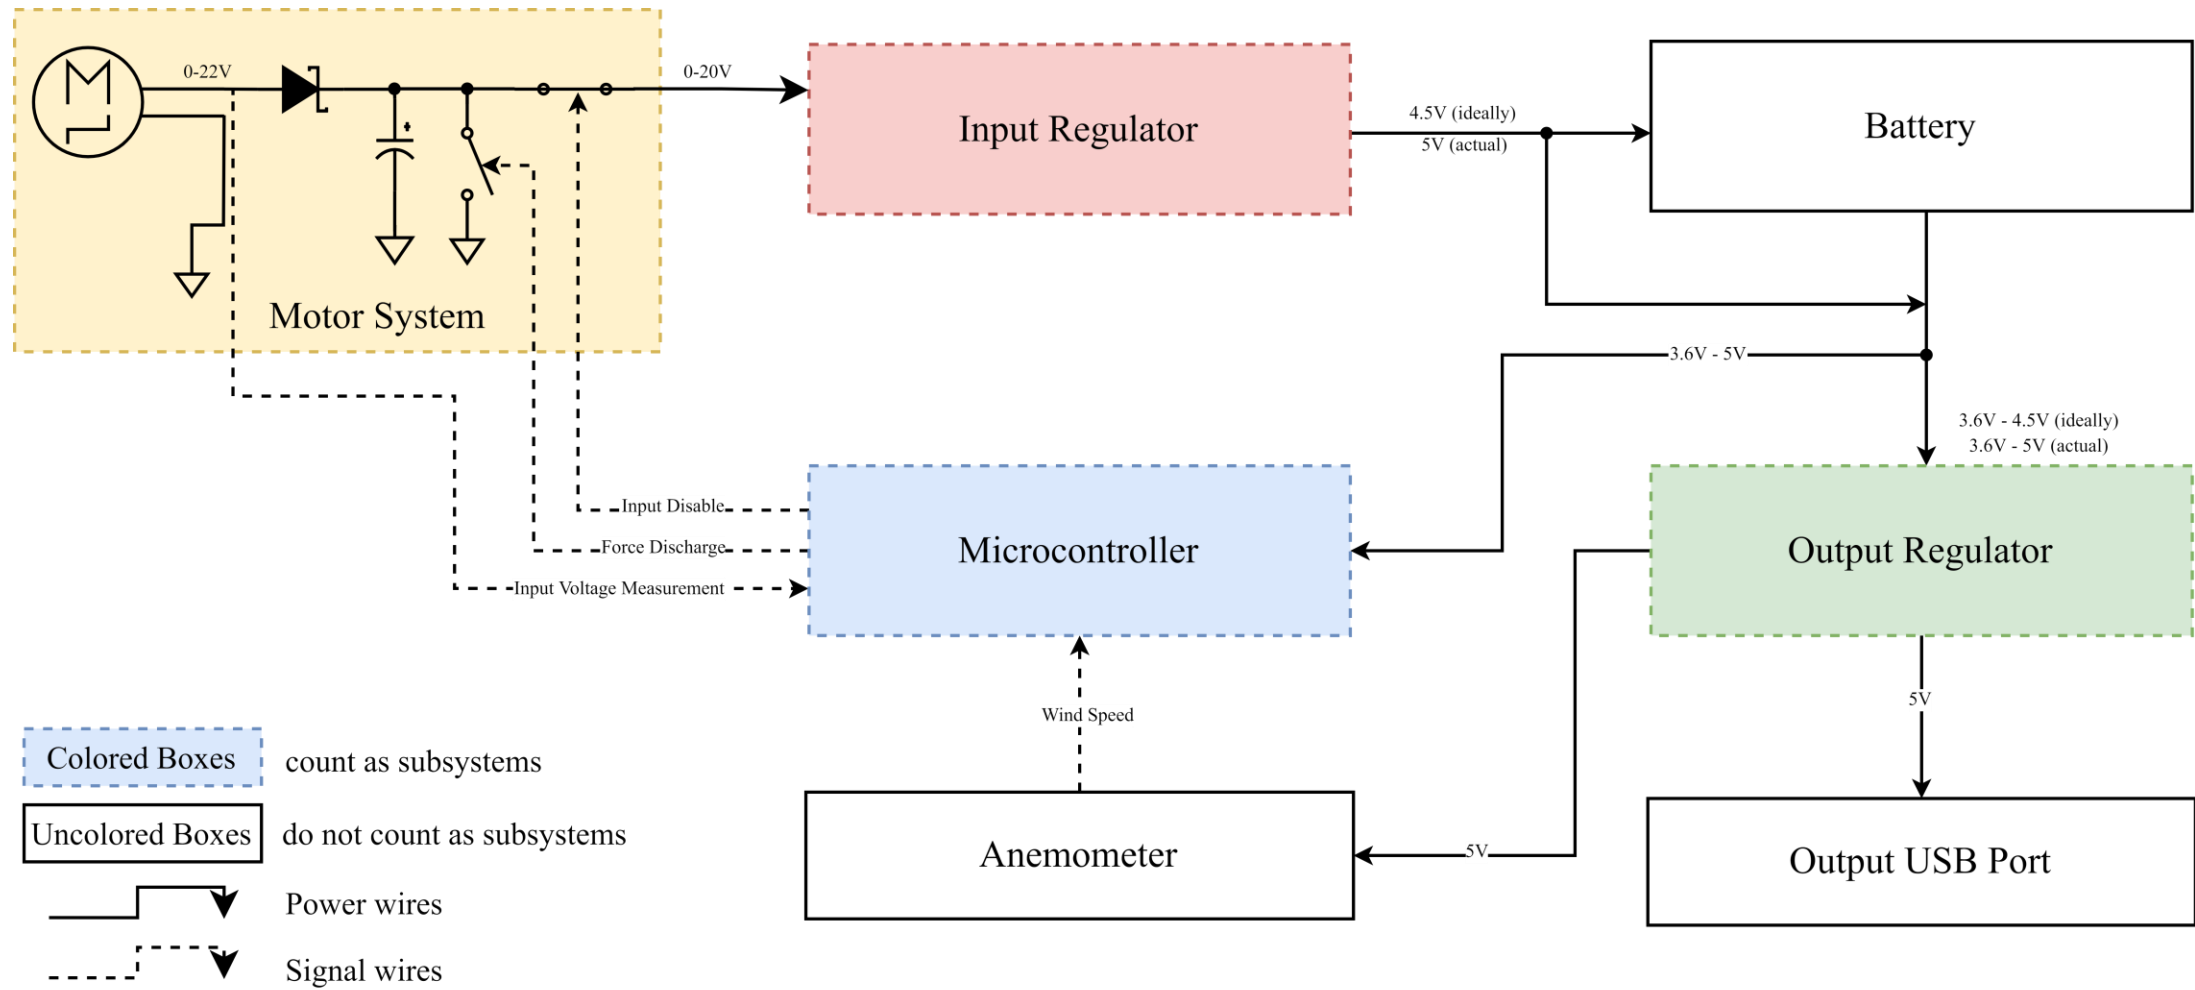 0-22V
0-20V
Motor System
Input Regulator
4.5V (ideally)
5V (actual)
Battery
3.6V - 5V
3.6V - 4.5V (ideally)
3.6V - 5V (actual)
Input Disable
Force Discharge
Input Voltage Measurement
Microcontroller
Output Regulator
Wind Speed
5V
Anemometer
5V
Output USB Port
Colored Boxes
count as subsystems
Uncolored Boxes
do not count as subsystems
Power wires
Signal wires